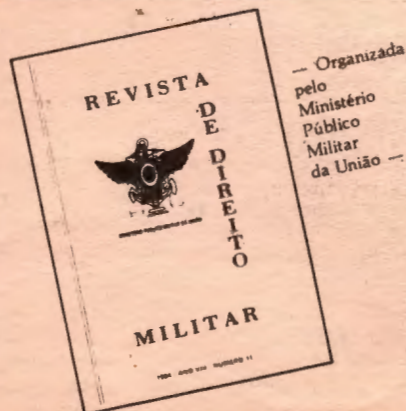 REVISTA
DE DIREITO
MILITAR
— Organizada
pelo
Ministério
Público
Militar
da União —